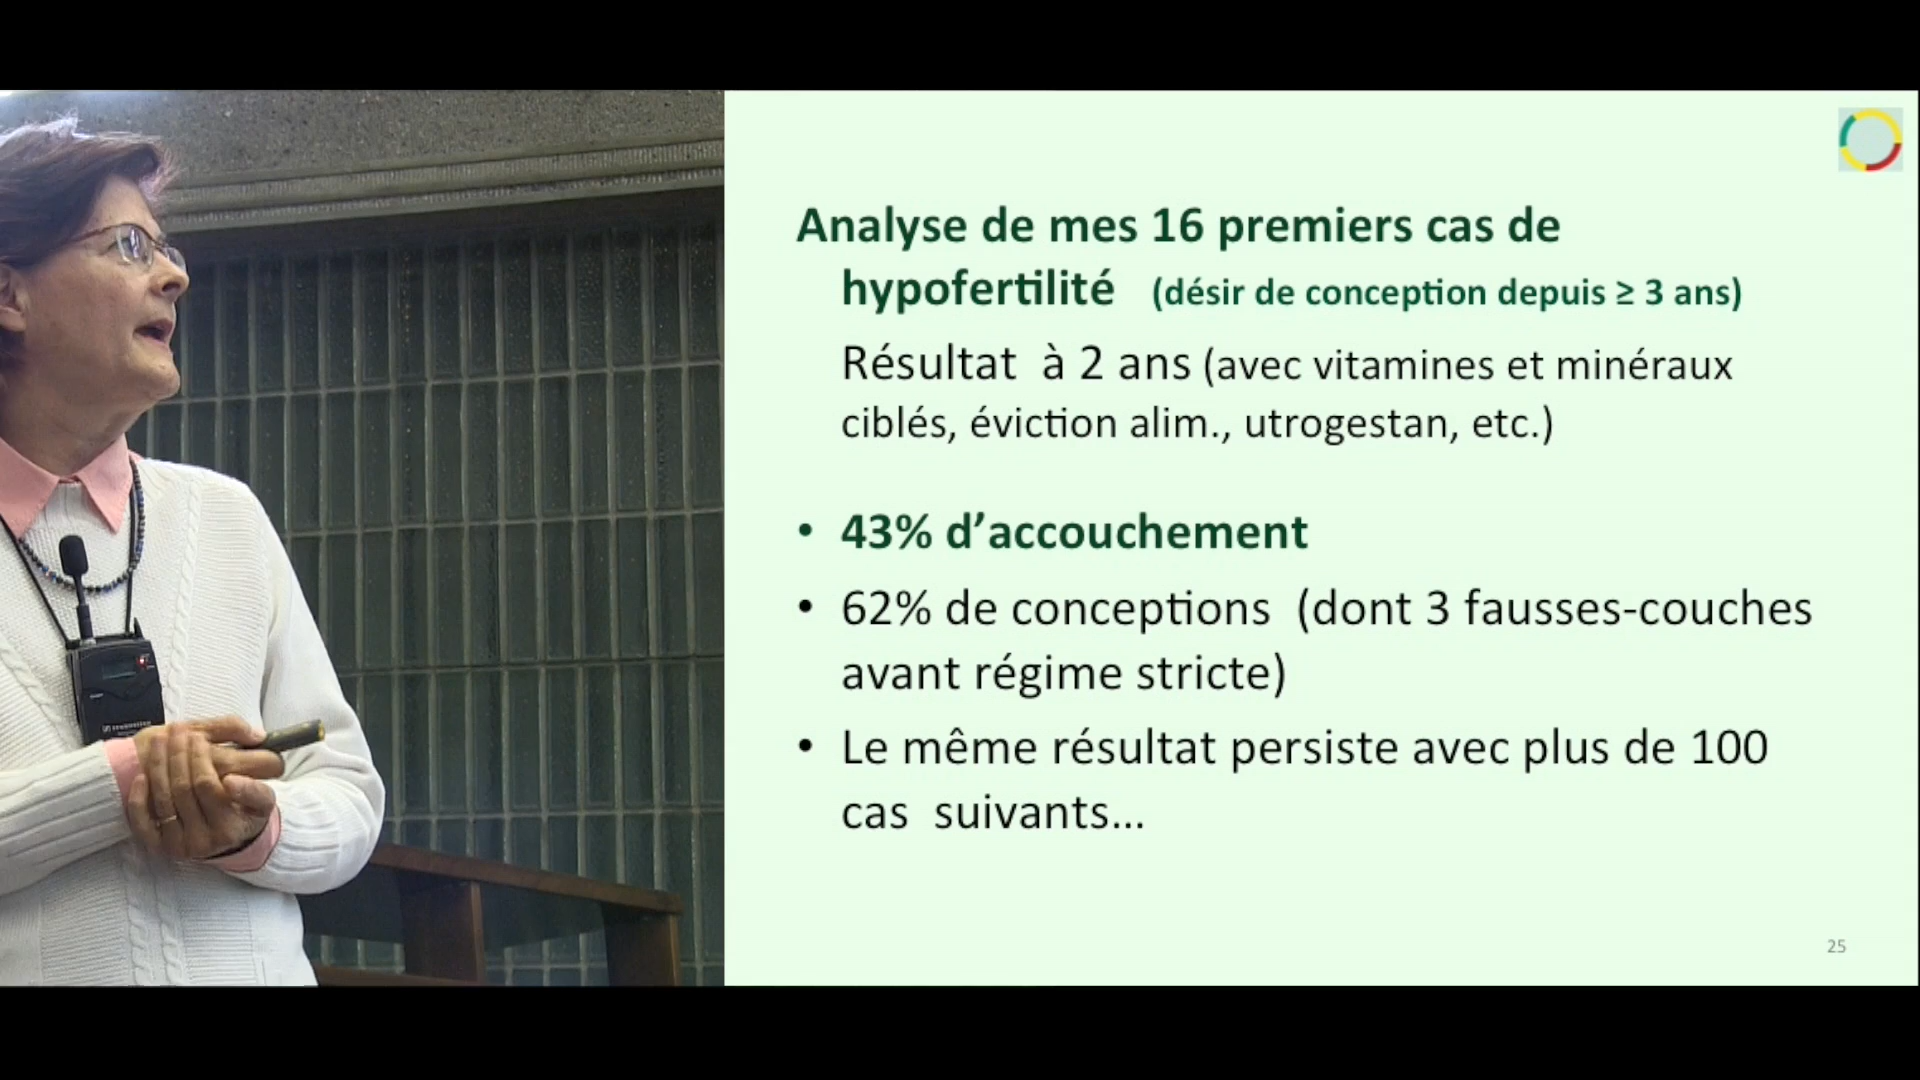 Analyse de mes 16 premiers cas de
hypofertilité (désir de conception depuis ≥ 3 ans)
Résultat à 2 ans (avec vitamines et minéraux
ciblés, éviction alim., utrogestan, etc.)
• 43% d’accouchement
• 62% de conceptions (dont 3 fausses-couches
avant régime stricte)
• Le même résultat persiste avec plus de 100
cas suivants...
25